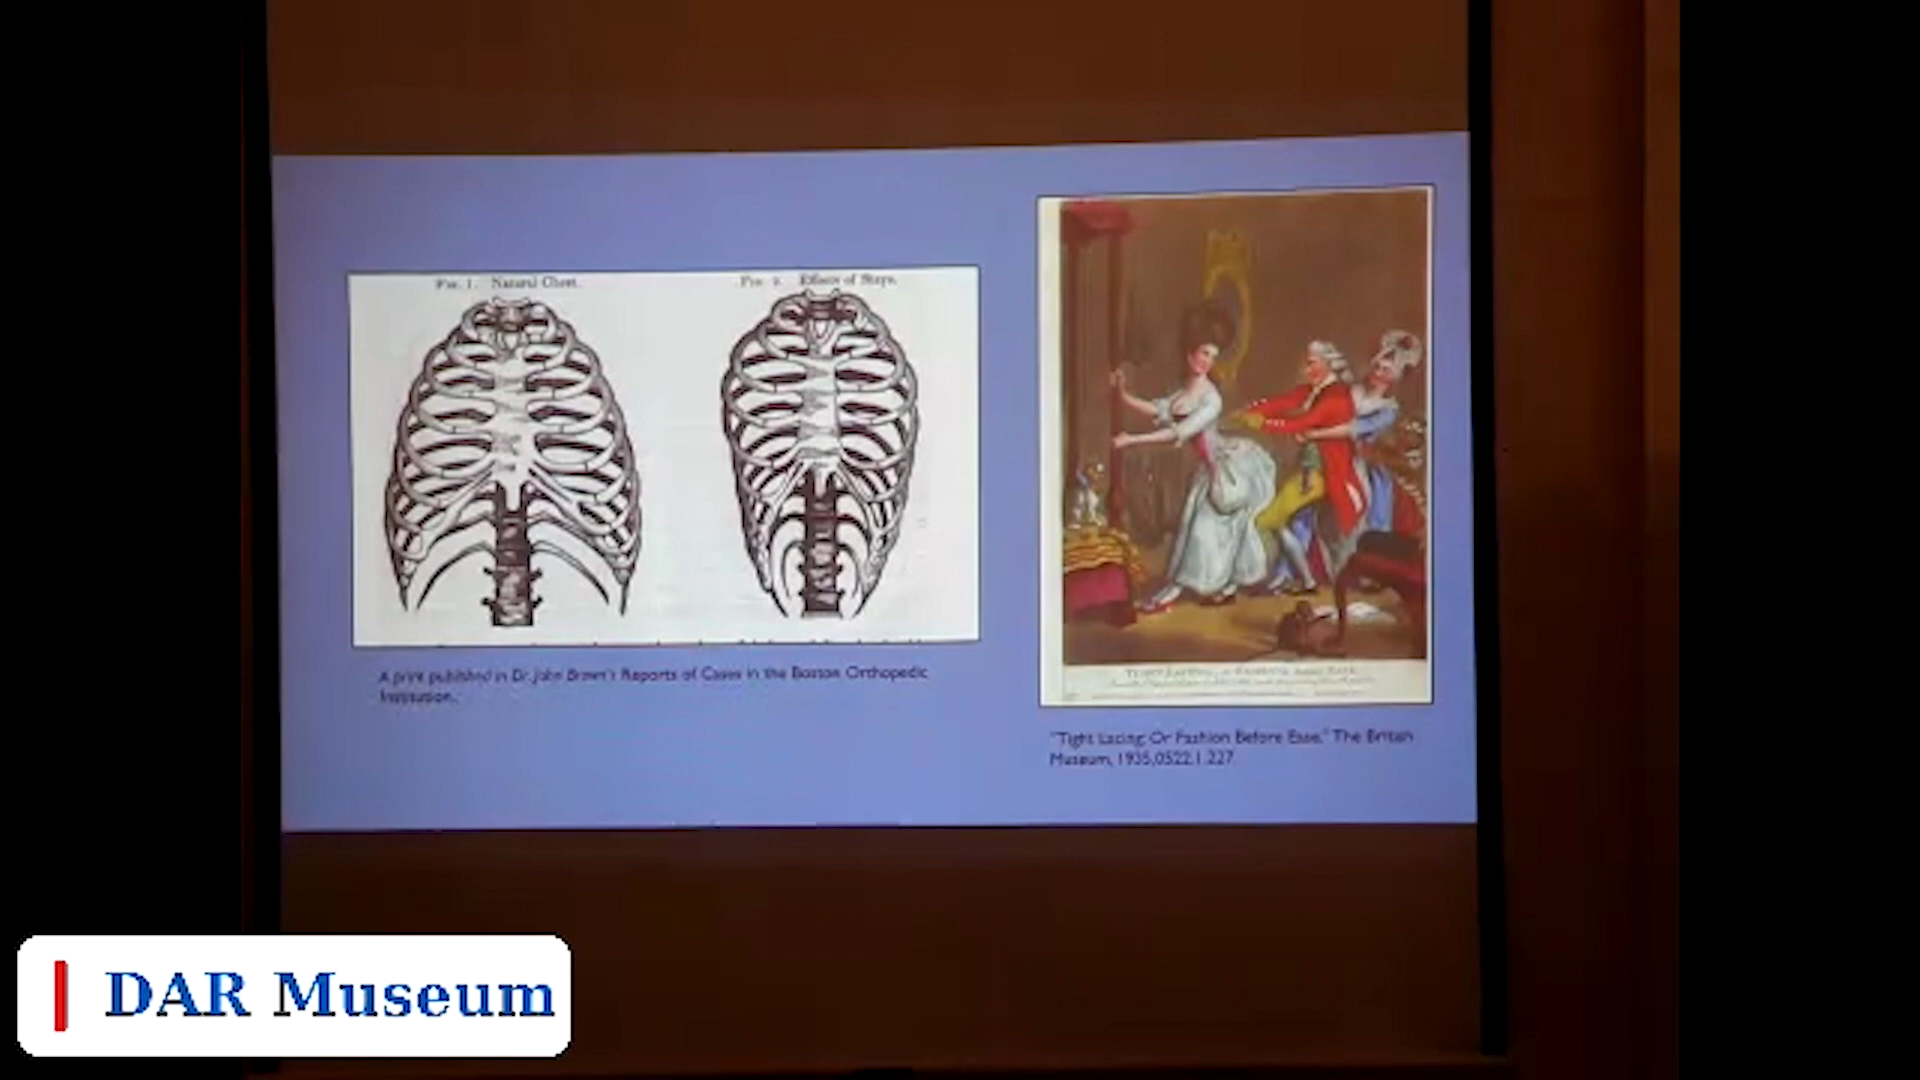 Fig. 1. Natural Chest.
Fig. 2. Effects of Stays.
A print published in Dr. John Brown's Reports of Cases in the Boston Orthopedic
Institution.
"Tight Lacing; Or Fashion Before Ease." The British
Museum, 1935,0522.1.227
DAR Museum